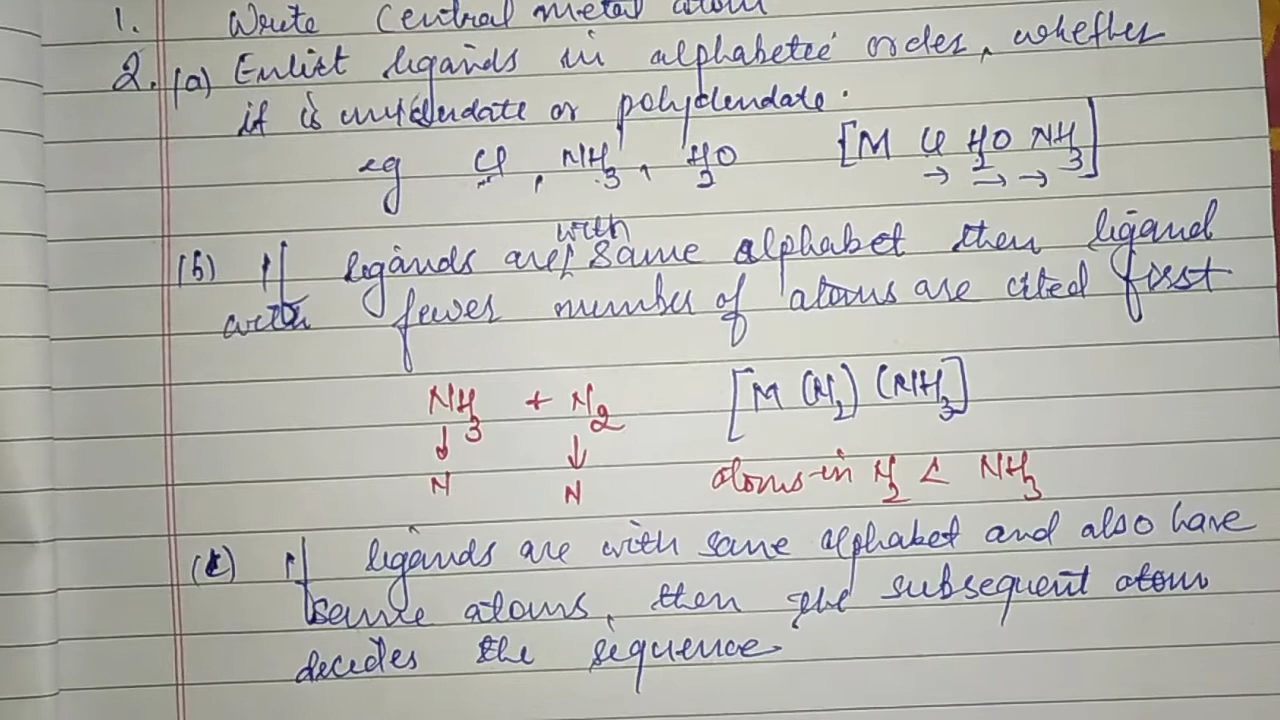 1. Write Central metal atom
2. (a) Enlist ligands in alphabetic order, whether
if is unidendate or polydendate.
eg Cl, NH3, H2O [M Cl H2O NH3]
→ → →
with
(b) If ligands are same alphabet then ligand
with fewer number of atoms are cited first
NH3 + N2 [M (N2) (NH3]
↓ ↓
N N atoms in N2 < NH3
(c) If ligands are with same alphabet and also have
same atoms, then the subsequent atom
decides the sequence.